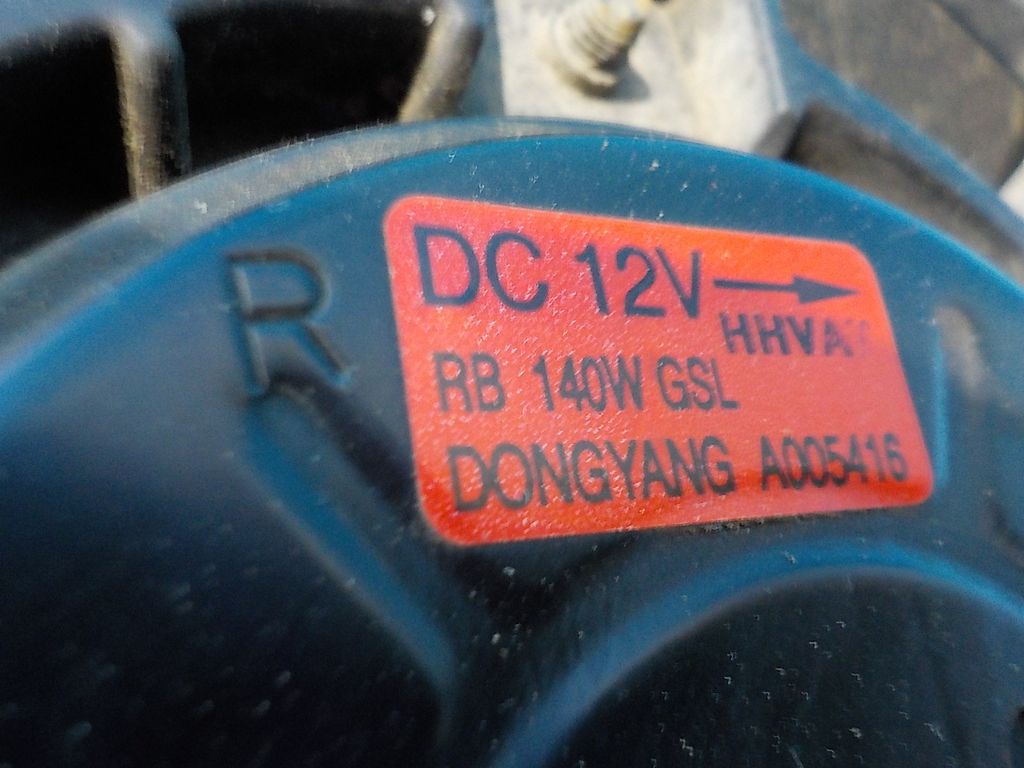 R
DC 12V
RB 140W GSL
DONGYANG A005416